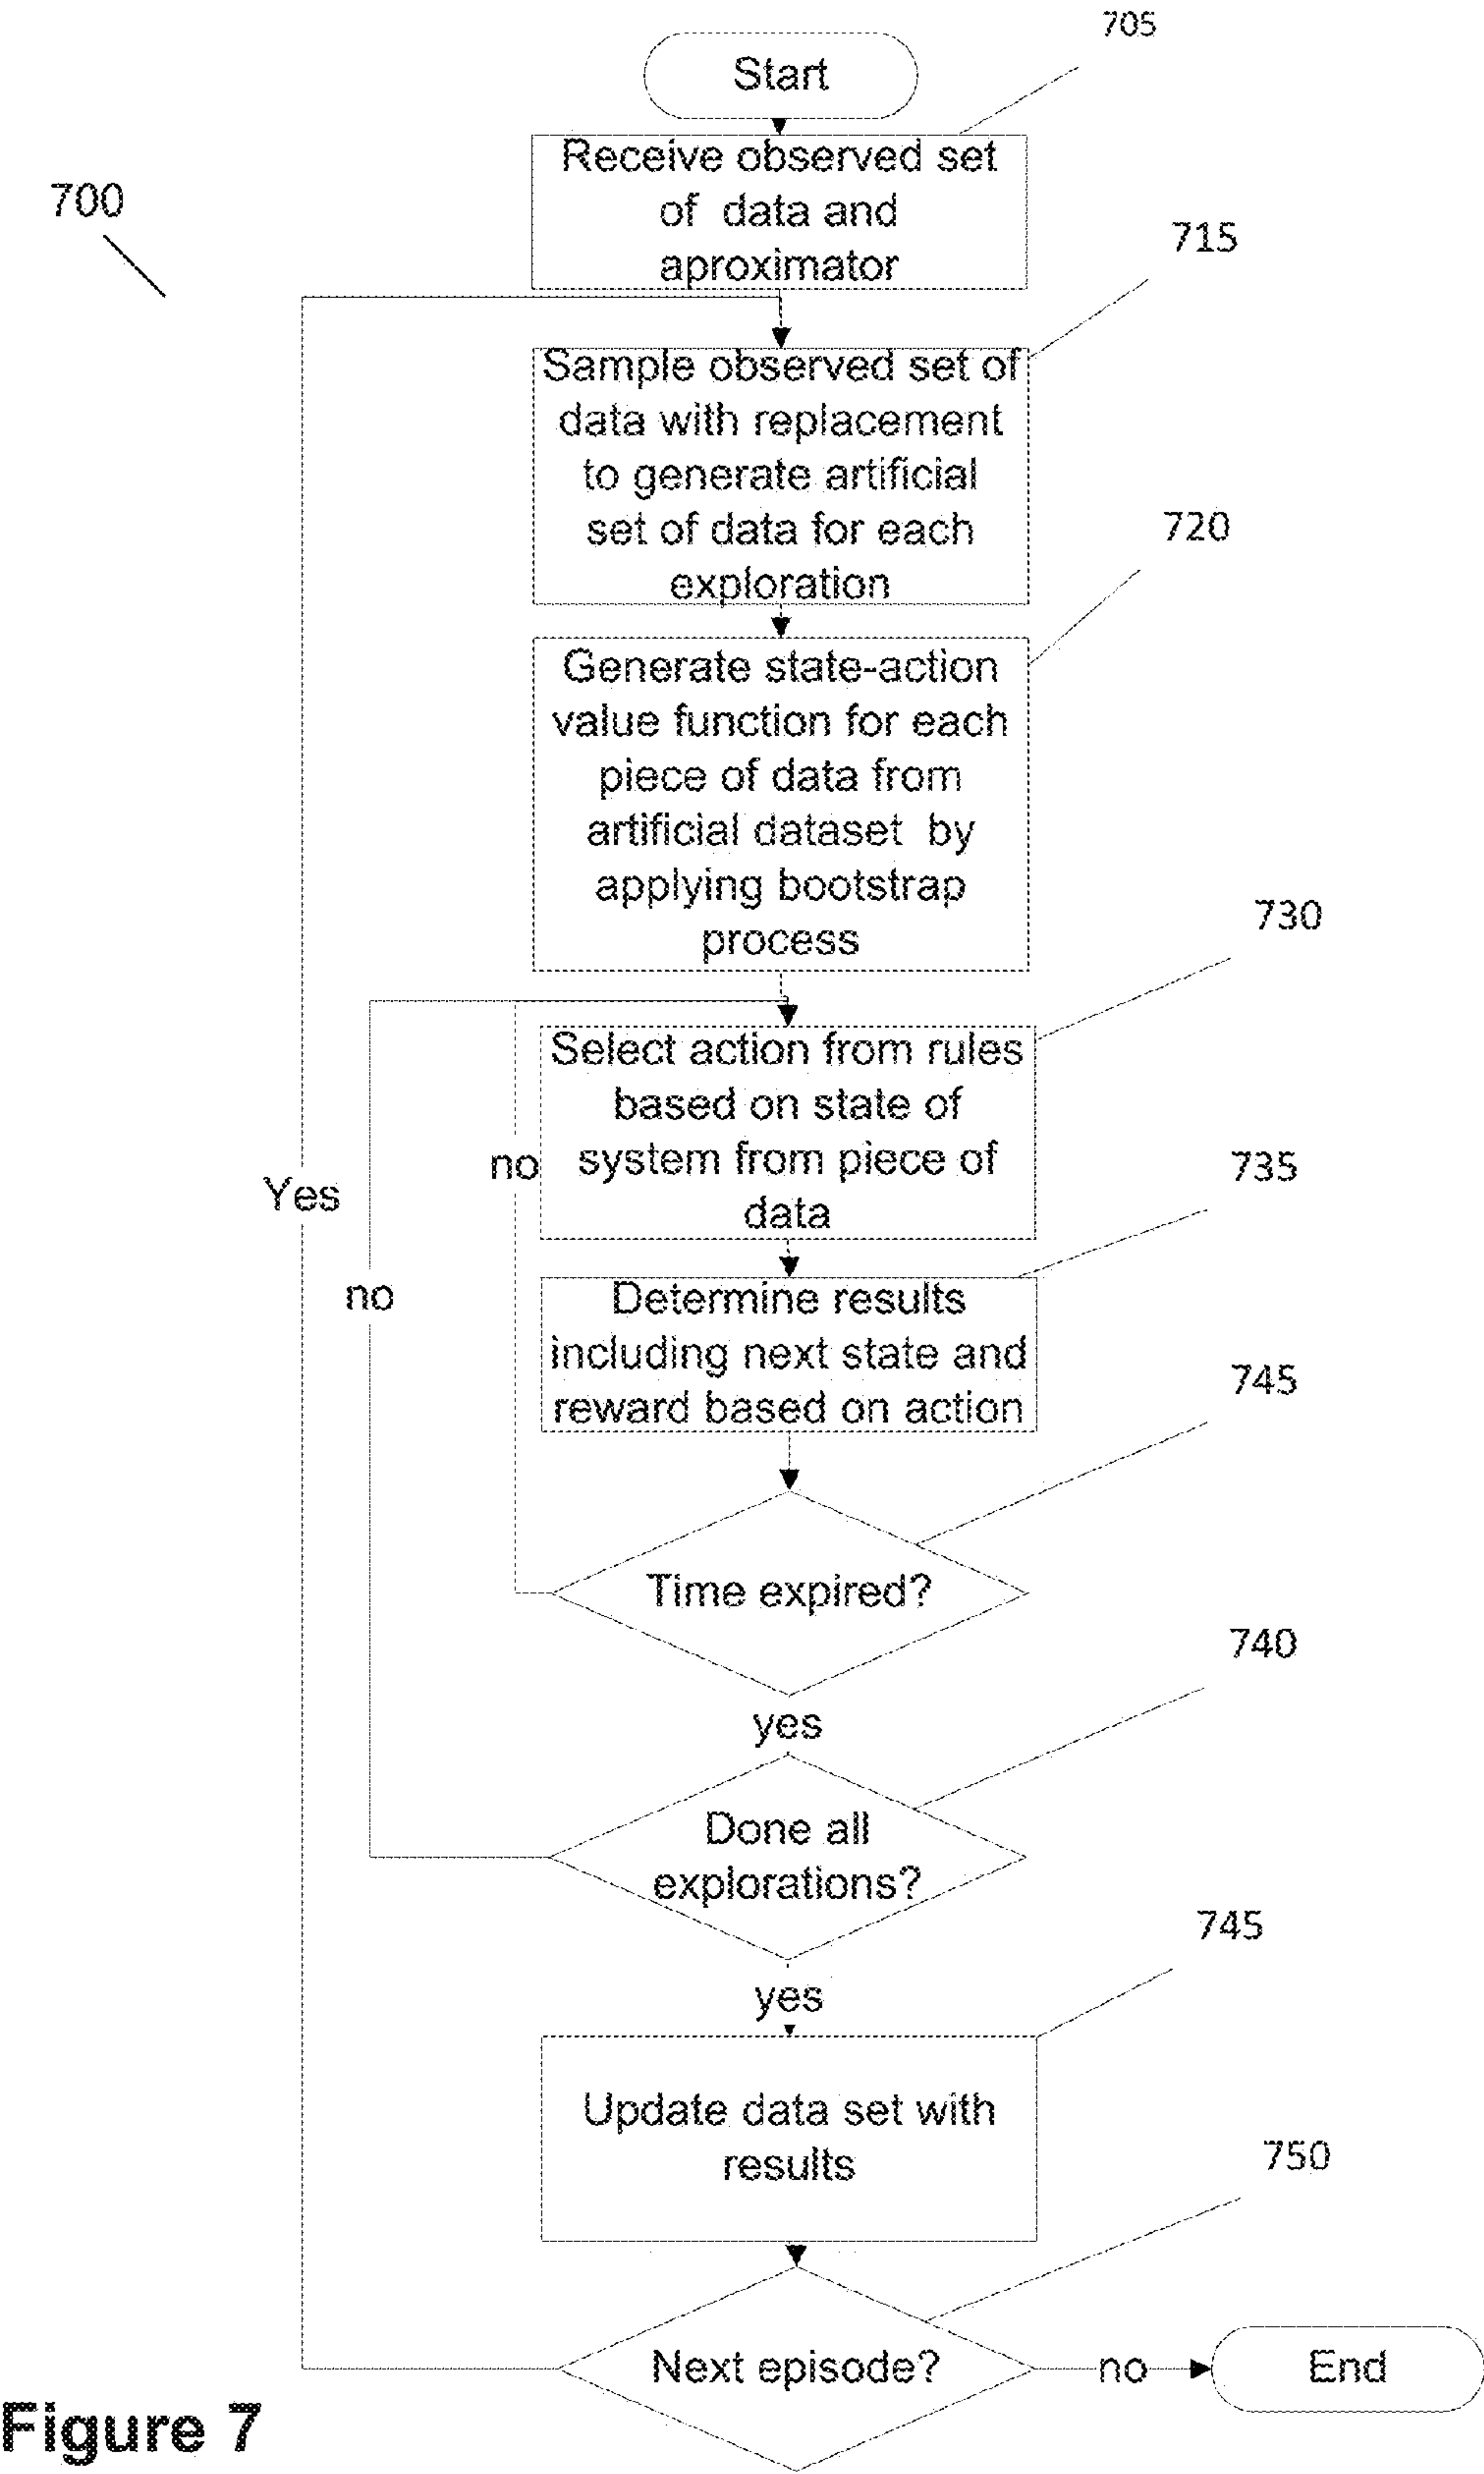 705
Start
Receive observed set
of data and
aproximator
700
715
Sample observed set of
data with replacement
to generate artificial
set of data for each
exploration
720
Generate state-action
value function for each
piece of data from
artificial dataset by
applying bootstrap
process
730
Select action from rules
based on state of
system from piece of
data
no
Yes
735
no
Determine results
including next state and
reward based on action
745
Time expired?
740
yes
Done all
explorations?
745
yes
Update data set with
results
750
Next episode?
no
End
Figure 7